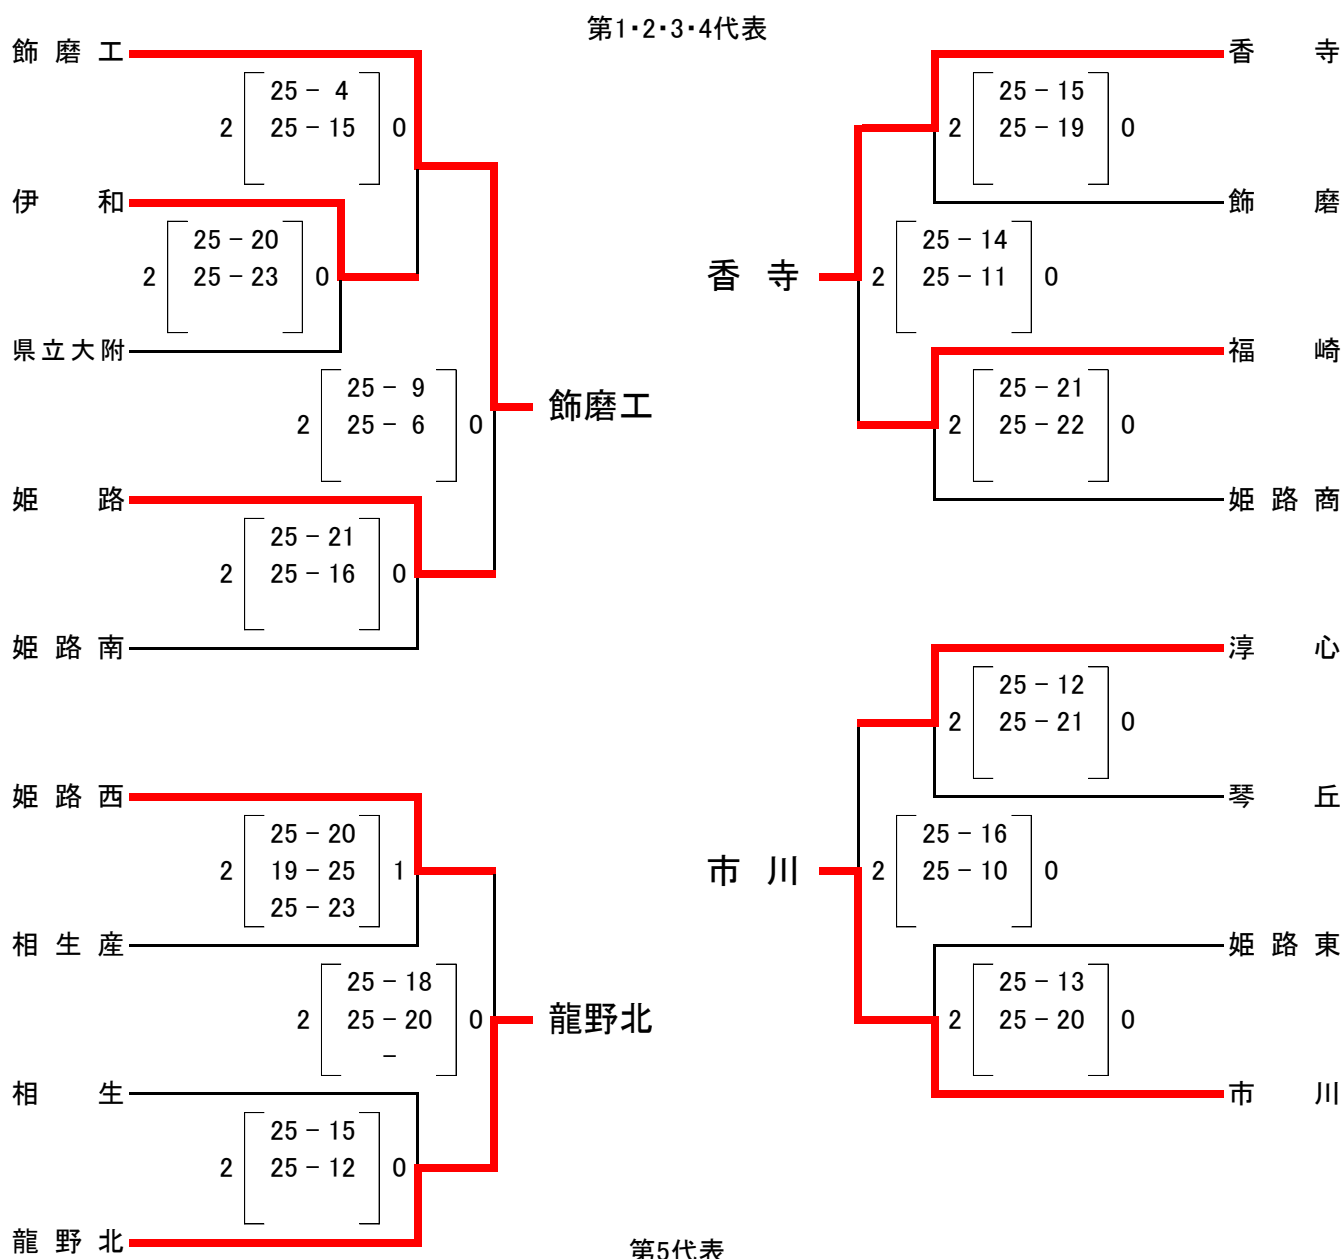 第1・2・3・4代表
飾磨工
25 － 4
2 25 － 15 0
伊和
25 － 20
2 25 － 23 0
県立大附
25 － 9
2 25 － 6 0
飾磨工
姫路
25 － 21
2 25 － 16 0
姫路南
姫路西
25 － 20
2 19 － 25 1
25 － 23
相生産
25 － 18
2 25 － 20 0
－
龍野北
相生
25 － 15
2 25 － 12 0
龍野北
香寺
25 － 15
2 25 － 19 0
飾磨
香寺
25 － 14
2 25 － 11 0
福崎
25 － 21
2 25 － 22 0
姫路商
淳心
25 － 12
2 25 － 21 0
琴丘
市川
25 － 16
2 25 － 10 0
姫路東
25 － 13
2 25 － 20 0
市川
第5代表